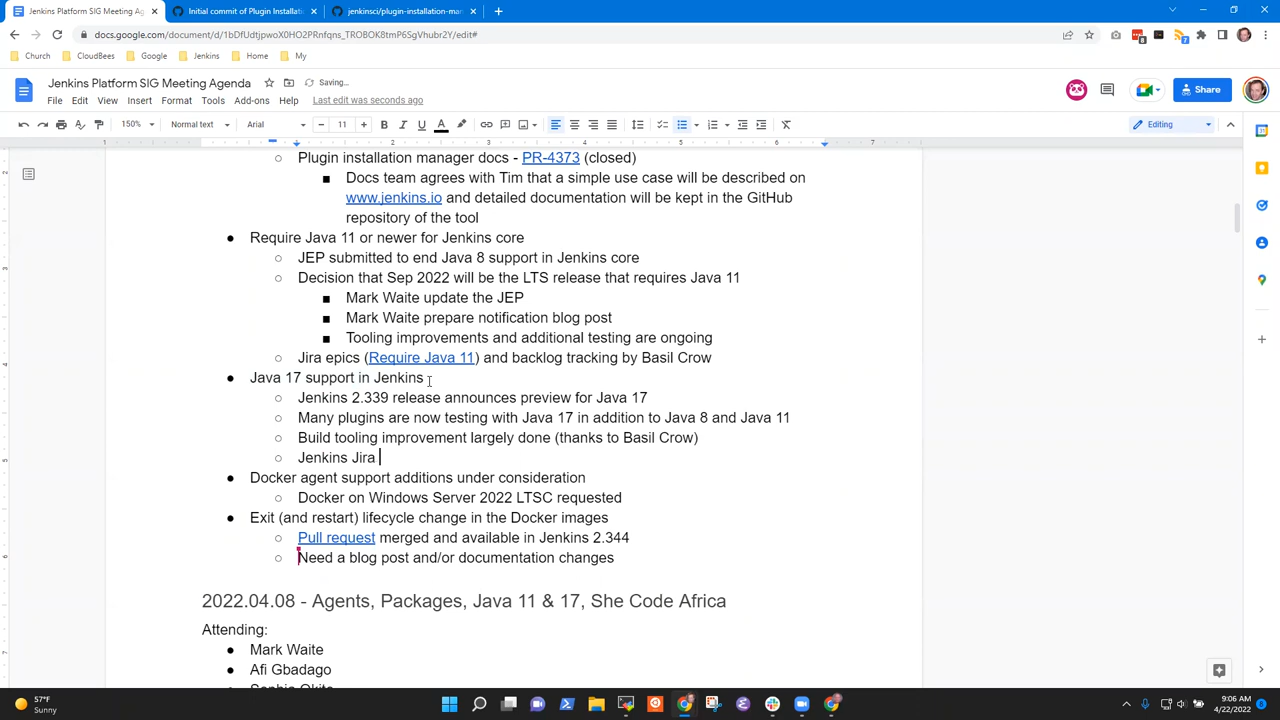 Jenkins Platform SIG Meeting Agenda
Initial commit of Plugin Installatio
jenkinsci/plugin-installation-man
docs.google.com/document/d/1bDfUdtjpwoX0HO2PRnfqns_TROBOK8tmP6SgVhubr2Y/edit#
Church CloudBees Google Jenkins Home My
Jenkins Platform SIG Meeting Agenda Saving...
File Edit View Insert Format Tools Add-ons Help Last edit was seconds ago
Share
150% Normal text Arial 11 Editing
1 1 2 3 4 5 6 7
Plugin installation manager docs - PR-4373 (closed)
Docs team agrees with Tim that a simple use case will be described on
www.jenkins.io and detailed documentation will be kept in the GitHub
repository of the tool
Require Java 11 or newer for Jenkins core
JEP submitted to end Java 8 support in Jenkins core
Decision that Sep 2022 will be the LTS release that requires Java 11
Mark Waite update the JEP
Mark Waite prepare notification blog post
Tooling improvements and additional testing are ongoing
Jira epics (Require Java 11) and backlog tracking by Basil Crow
Java 17 support in Jenkins
Jenkins 2.339 release announces preview for Java 17
Many plugins are now testing with Java 17 in addition to Java 8 and Java 11
Build tooling improvement largely done (thanks to Basil Crow)
Jenkins Jira
Docker agent support additions under consideration
Docker on Windows Server 2022 LTSC requested
Exit (and restart) lifecycle change in the Docker images
Pull request merged and available in Jenkins 2.344
Need a blog post and/or documentation changes
2022.04.08 - Agents, Packages, Java 11 & 17, She Code Africa
Attending:
Mark Waite
Afi Gbadago
57°F
Sunny
9:06 AM
4/22/2022